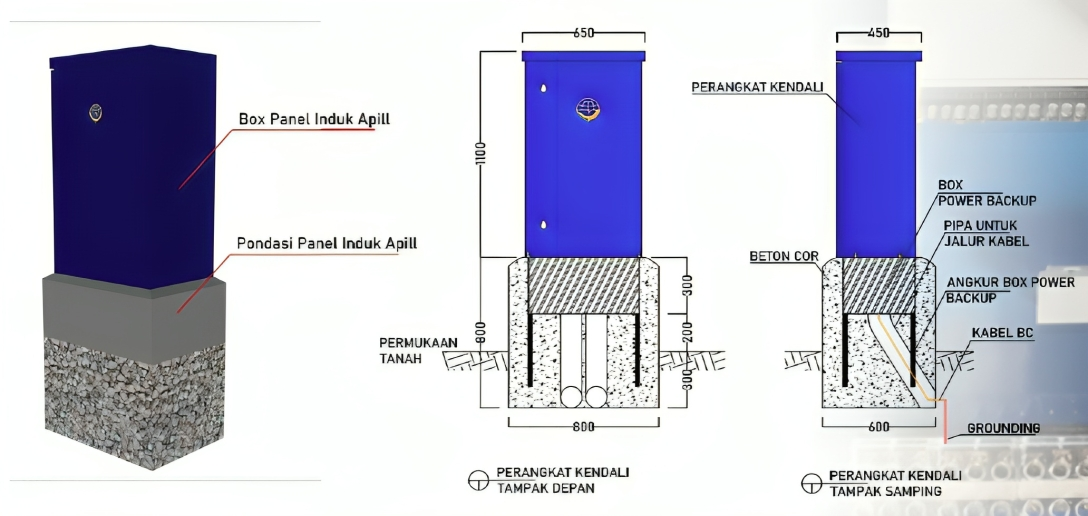 Box Panel Induk Apill
Pondasi Panel Induk Apill
650
1100
800
300
200
300
800
PERMUKAAN
TANAH
PERANGKAT KENDALI
TAMPAK DEPAN
450
PERANGKAT KENDALI
BOX
POWER BACKUP
PIPA UNTUK
JALUR KABEL
BETON COR
ANGKUR BOX POWER
BACKUP
KABEL BC
600
GROUNDING
PERANGKAT KENDALI
TAMPAK SAMPING